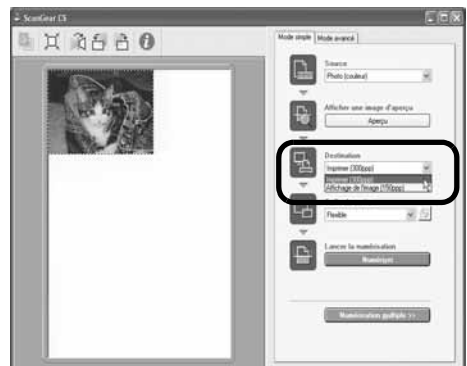 ScanGear CS
Mode simple
Mode avancé
Source
Photo (couleur)
Afficher une image d'aperçu
Aperçu
Destination
Imprimer (300ppp)
Imprimer (300ppp)
Affichage de l'image (150ppp)
Flexible
Lancer la numérisation
Numériser
Numérisation multiple >>